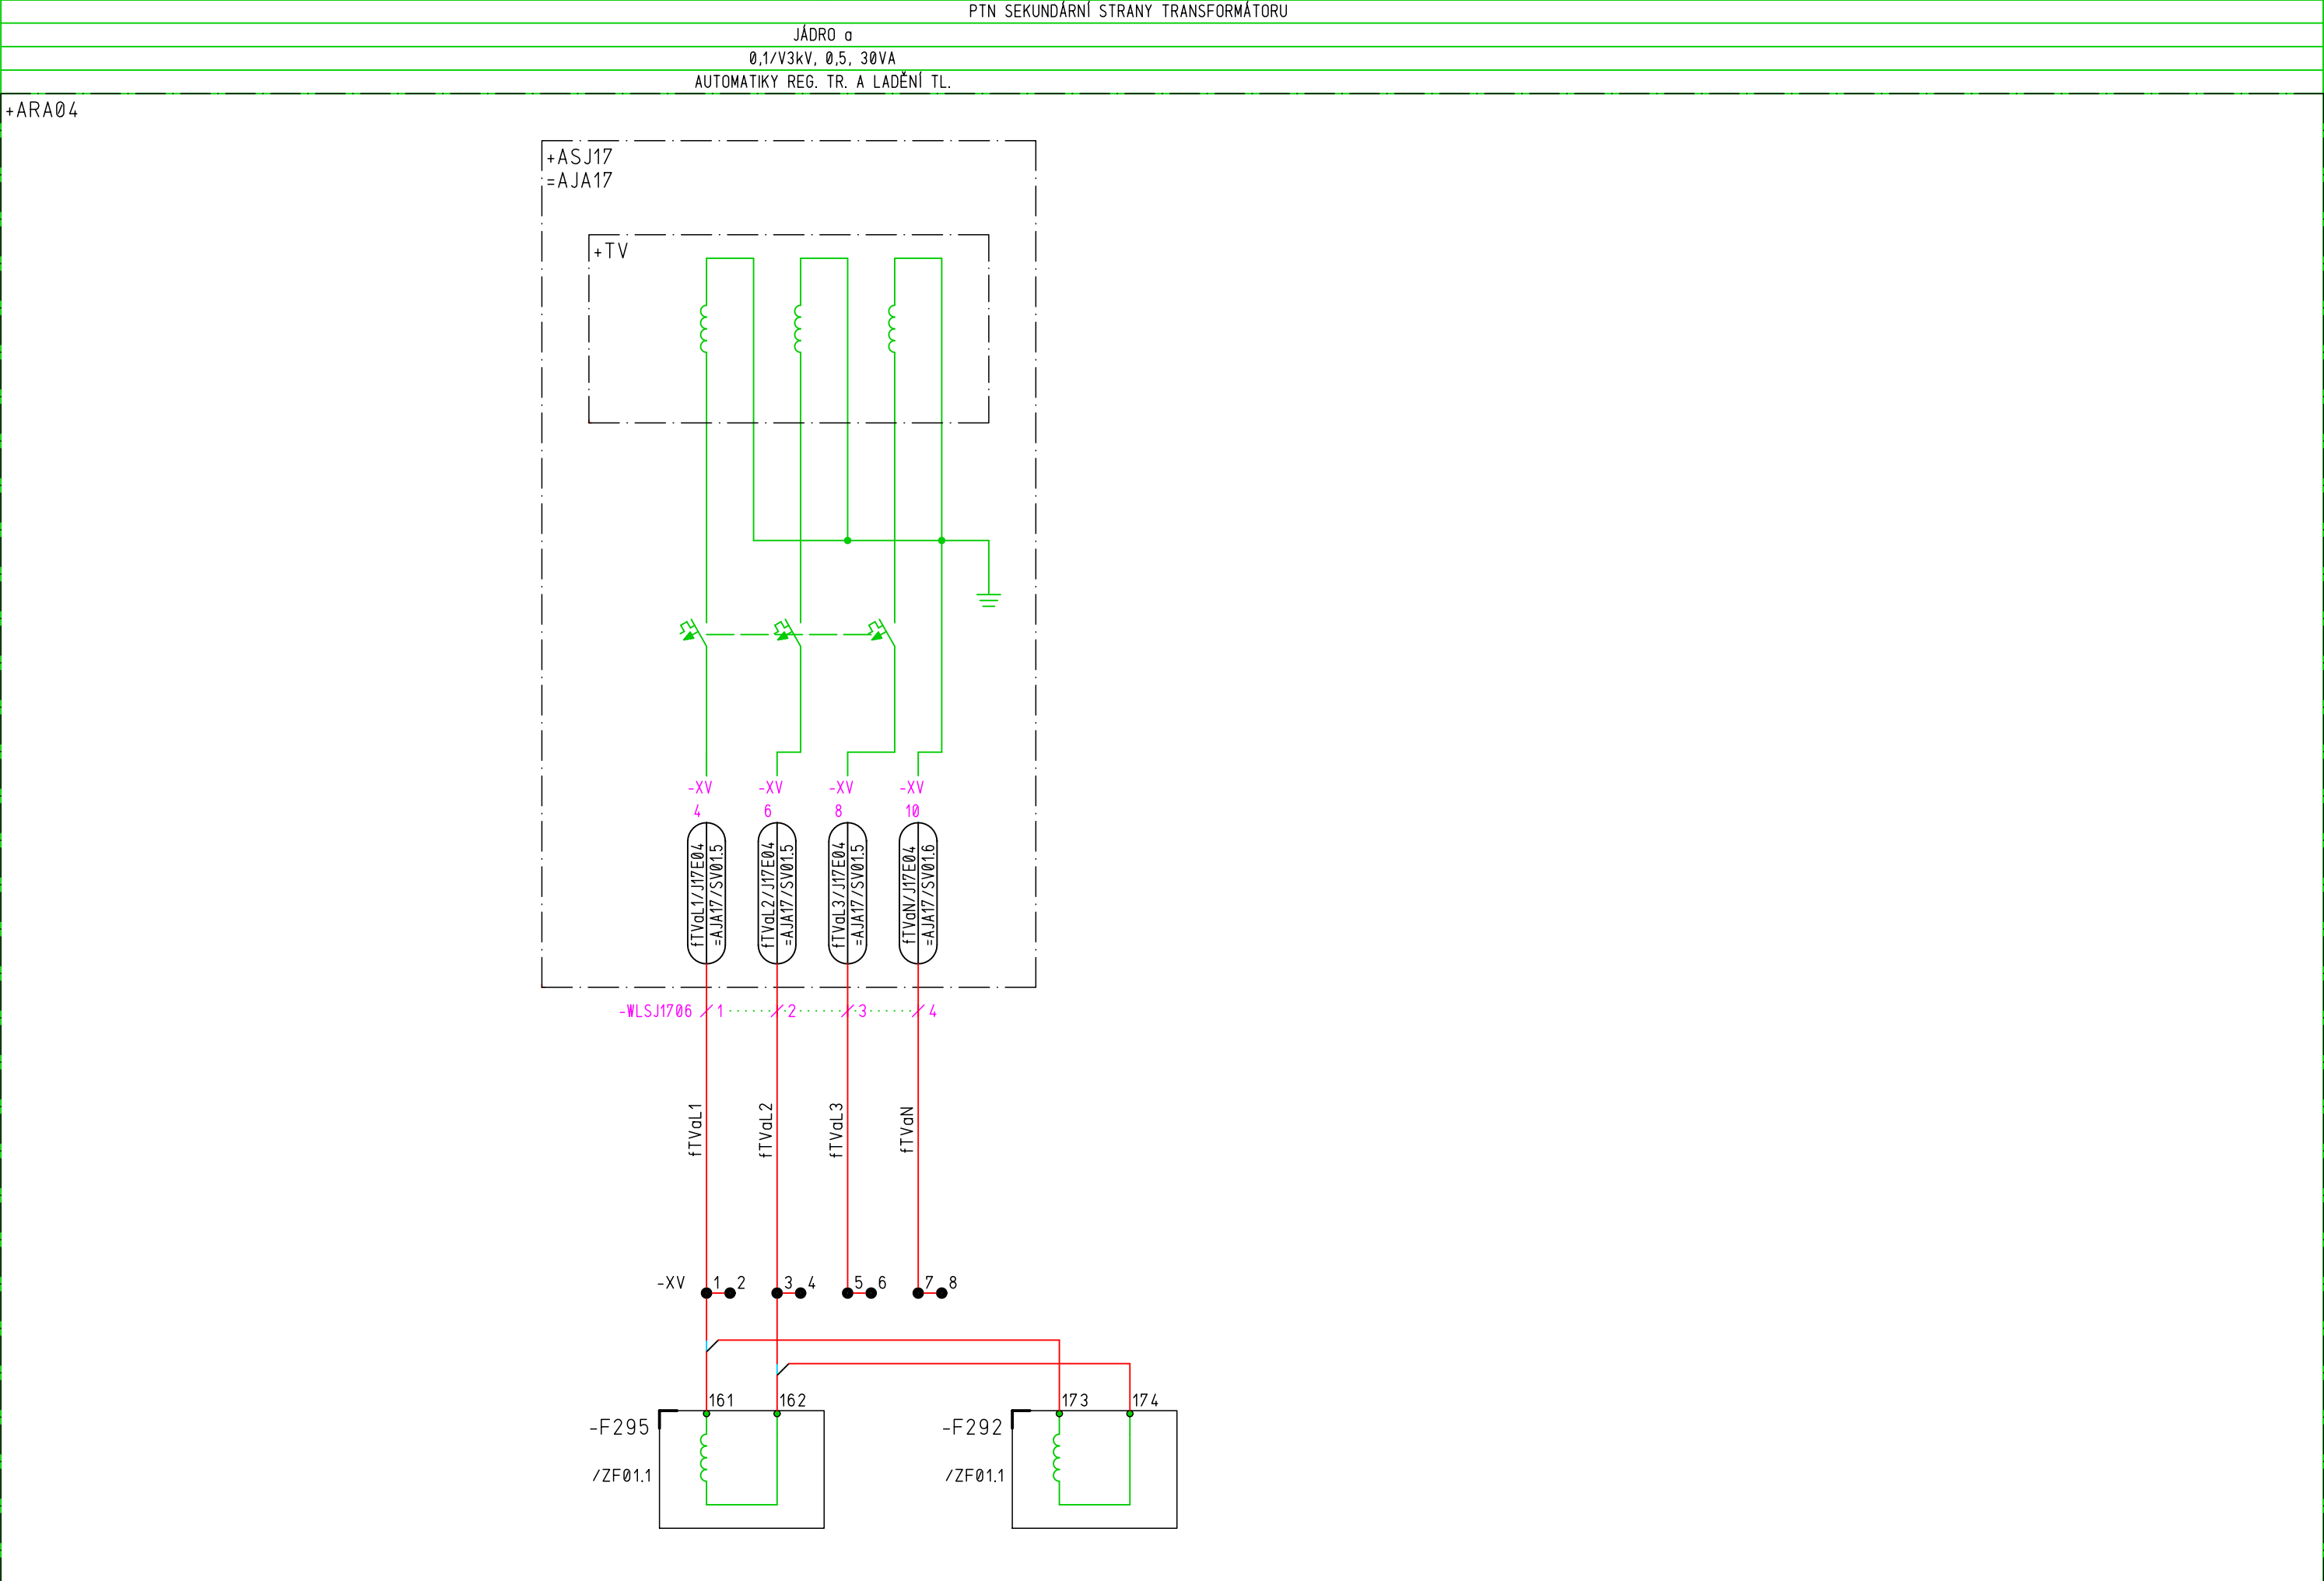 PTN SEKUNDÁRNÍ STRANY TRANSFORMÁTORU
JÁDRO a
0,1/V3kV, 0,5, 30VA
AUTOMATIKY REG. TR. A LADĚNÍ TL.
+ARA04
+ASJ17
=AJA17
+TV
-XV -XV -XV -XV
4 6 8 10
fTVaL1/J17E04
=AJA17/SV01.5
fTVaL2/J17E04
=AJA17/SV01.5
fTVaL3/J17E04
=AJA17/SV01.5
fTVaN/J17E04
=AJA17/SV01.6
-WLSJ1706 1 2 3 4
fTVaL1
fTVaL2
fTVaL3
fTVaN
-XV 1 2 3 4 5 6 7 8
161 162 173 174
-F295 -F292
/ZF01.1 /ZF01.1